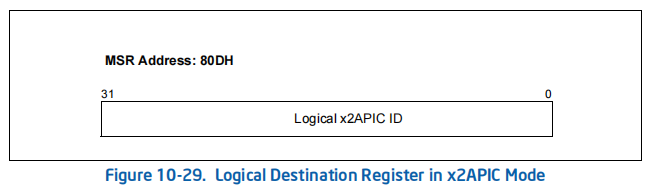 MSR Address: 80DH
31 0
Logical x2APIC ID
Figure 10-29. Logical Destination Register in x2APIC Mode